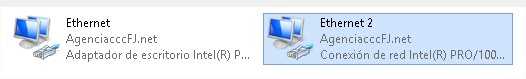 Ethernet
AgenciacccFJ.net
Adaptador de escritorio Intel(R) P...
Ethernet 2
AgenciacccFJ.net
Conexión de red Intel(R) PRO/100...